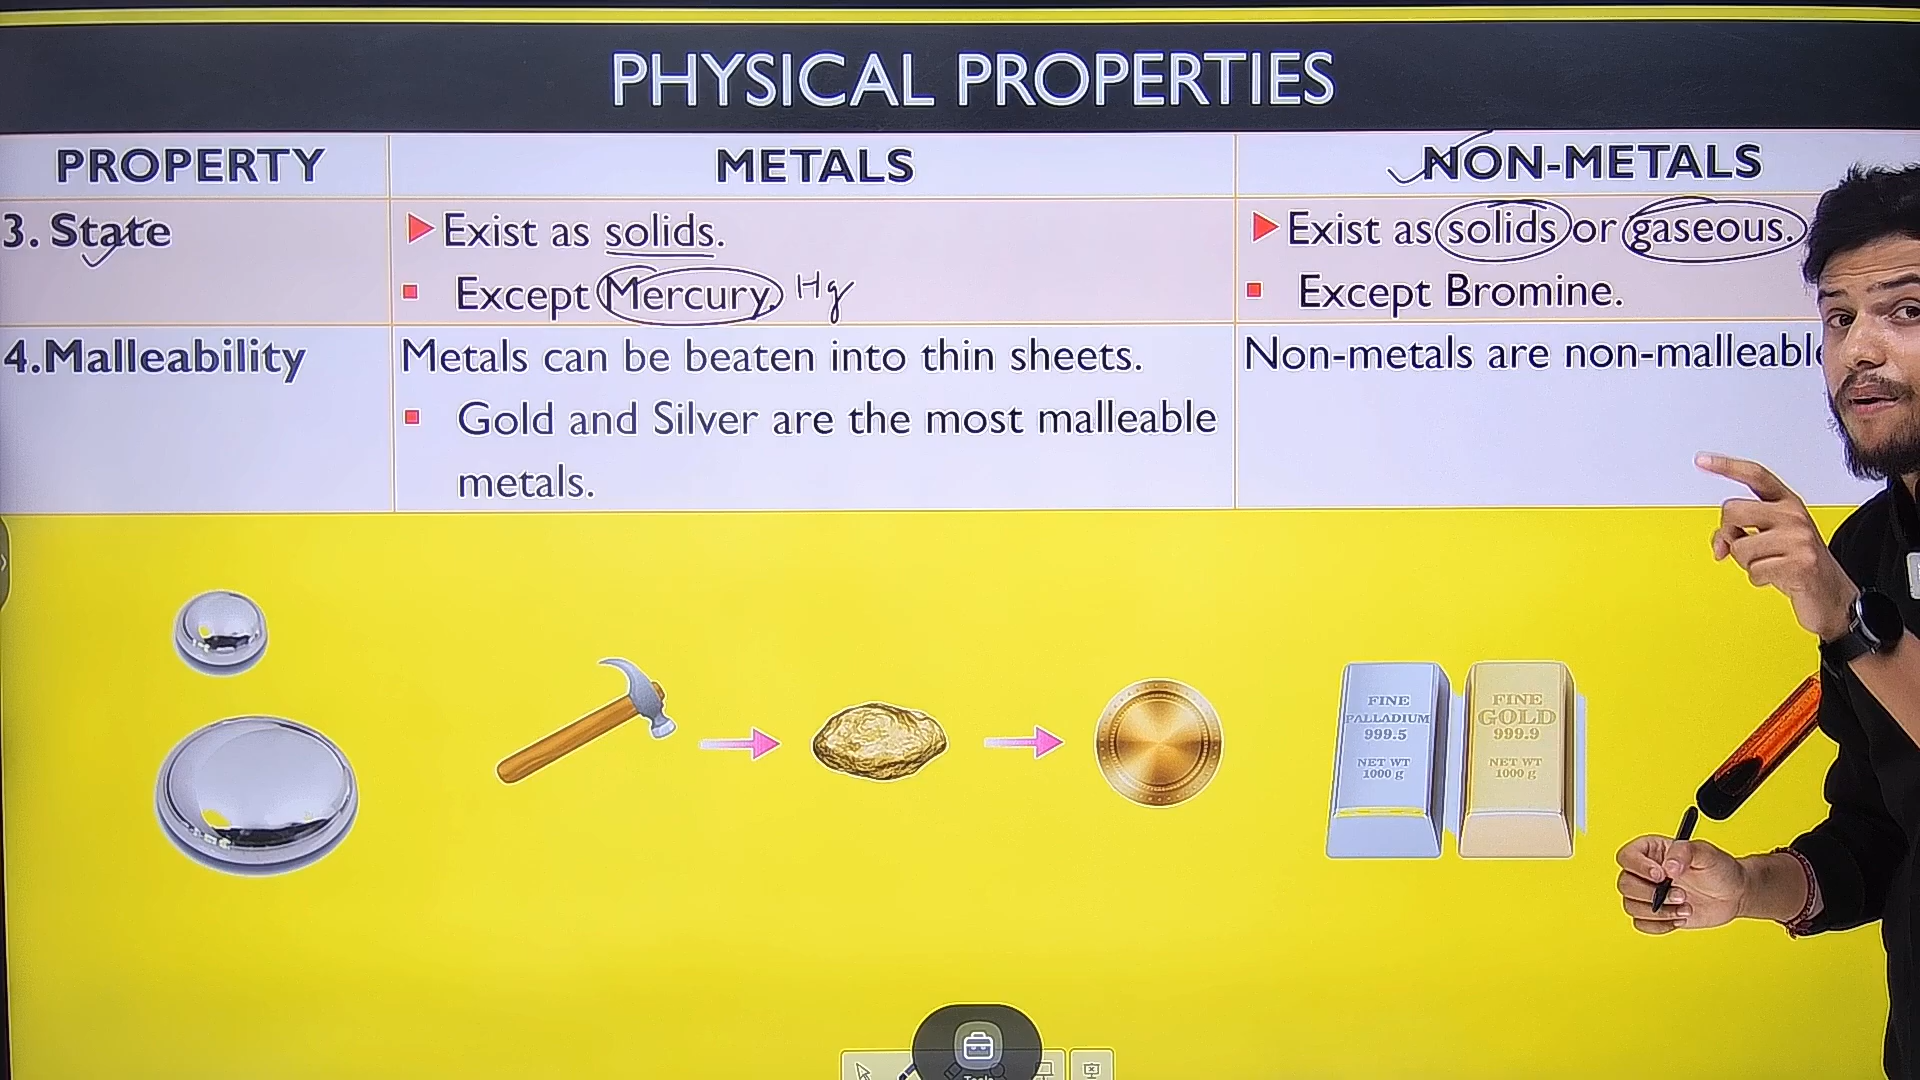 PHYSICAL PROPERTIES
PROPERTY
METALS
NON-METALS
3. State
▶ Exist as solids.
▪ Except Mercury. Hg
▶ Exist as solids or gaseous.
▪ Except Bromine.
4.Malleability
Metals can be beaten into thin sheets.
▪ Gold and Silver are the most malleable
metals.
Non-metals are non-malleable
FINE
PALLADIUM
999.5
NET WT
1000 g
FINE
GOLD
999.9
NET WT
1000 g